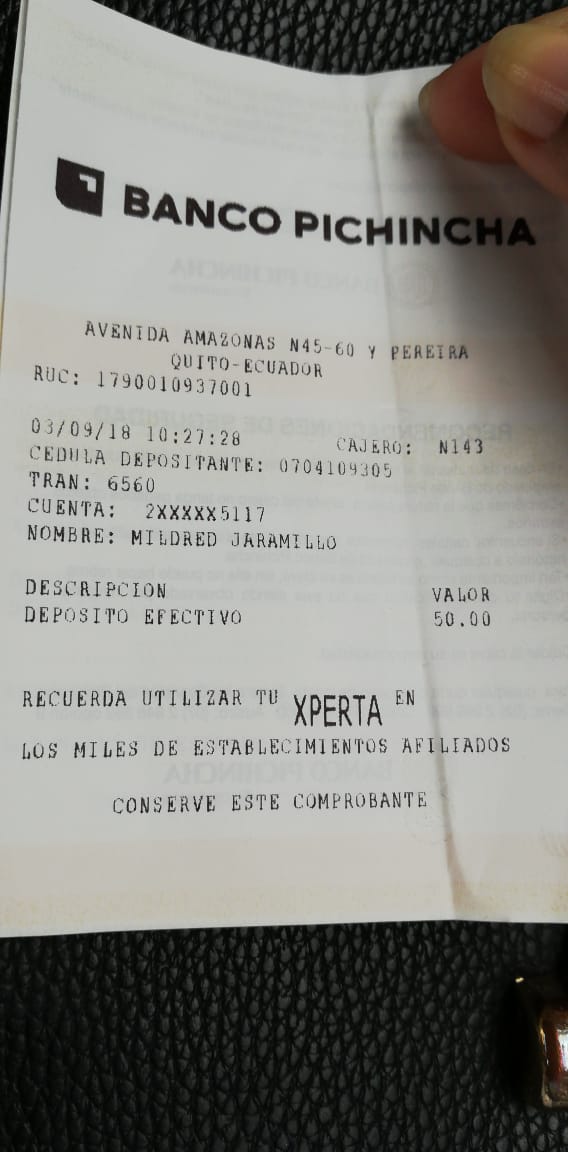 BANCO PICHINCHA
AVENIDA AMAZONAS N45-60 Y PEREIRA
QUITO-ECUADOR
RUC: 1790010937001
03/09/18 10:27:28 CAJERO: N143
CEDULA DEPOSITANTE: 0704109305
TRAN: 6560
CUENTA: 2XXXXX5117
NOMBRE: MILDRED JARAMILLO
DESCRIPCION VALOR
DEPOSITO EFECTIVO 50.00
RECUERDA UTILIZAR TU XPERTA EN
LOS MILES DE ESTABLECIMIENTOS AFILIADOS
CONSERVE ESTE COMPROBANTE